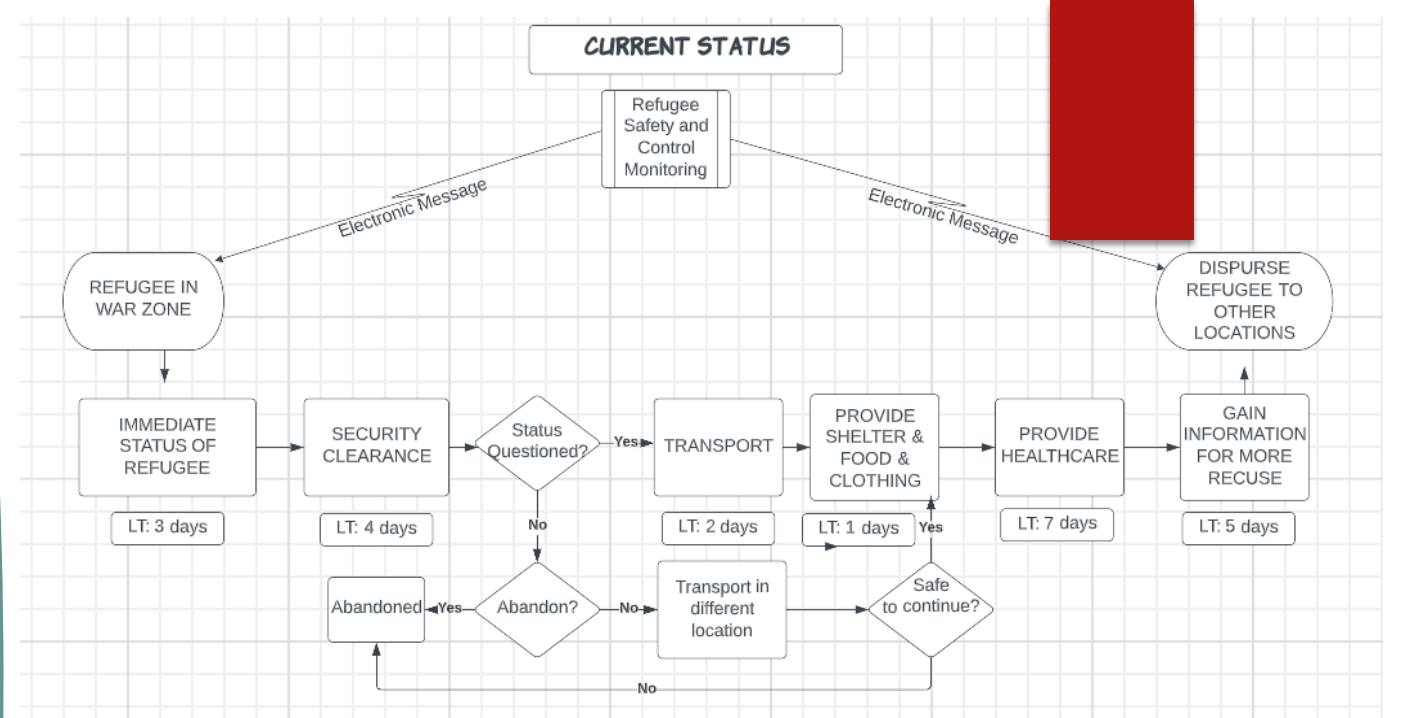 CURRENT STATUS
Refugee
Safety and
Control
Monitoring
Electronic Message
Electronic Message
REFUGEE IN
WAR ZONE
DISPURSE
REFUGEE TO
OTHER
LOCATIONS
IMMEDIATE
STATUS OF
REFUGEE
SECURITY
CLEARANCE
Status
Questioned?
Yes
TRANSPORT
PROVIDE
SHELTER &
FOOD &
CLOTHING
PROVIDE
HEALTHCARE
GAIN
INFORMATION
FOR MORE
RECUSE
LT: 3 days
LT: 4 days
No
LT: 2 days
LT: 1 days
Yes
LT: 7 days
LT: 5 days
Abandoned
Yes
Abandon?
No
Transport in
different
location
Safe
to continue?
No